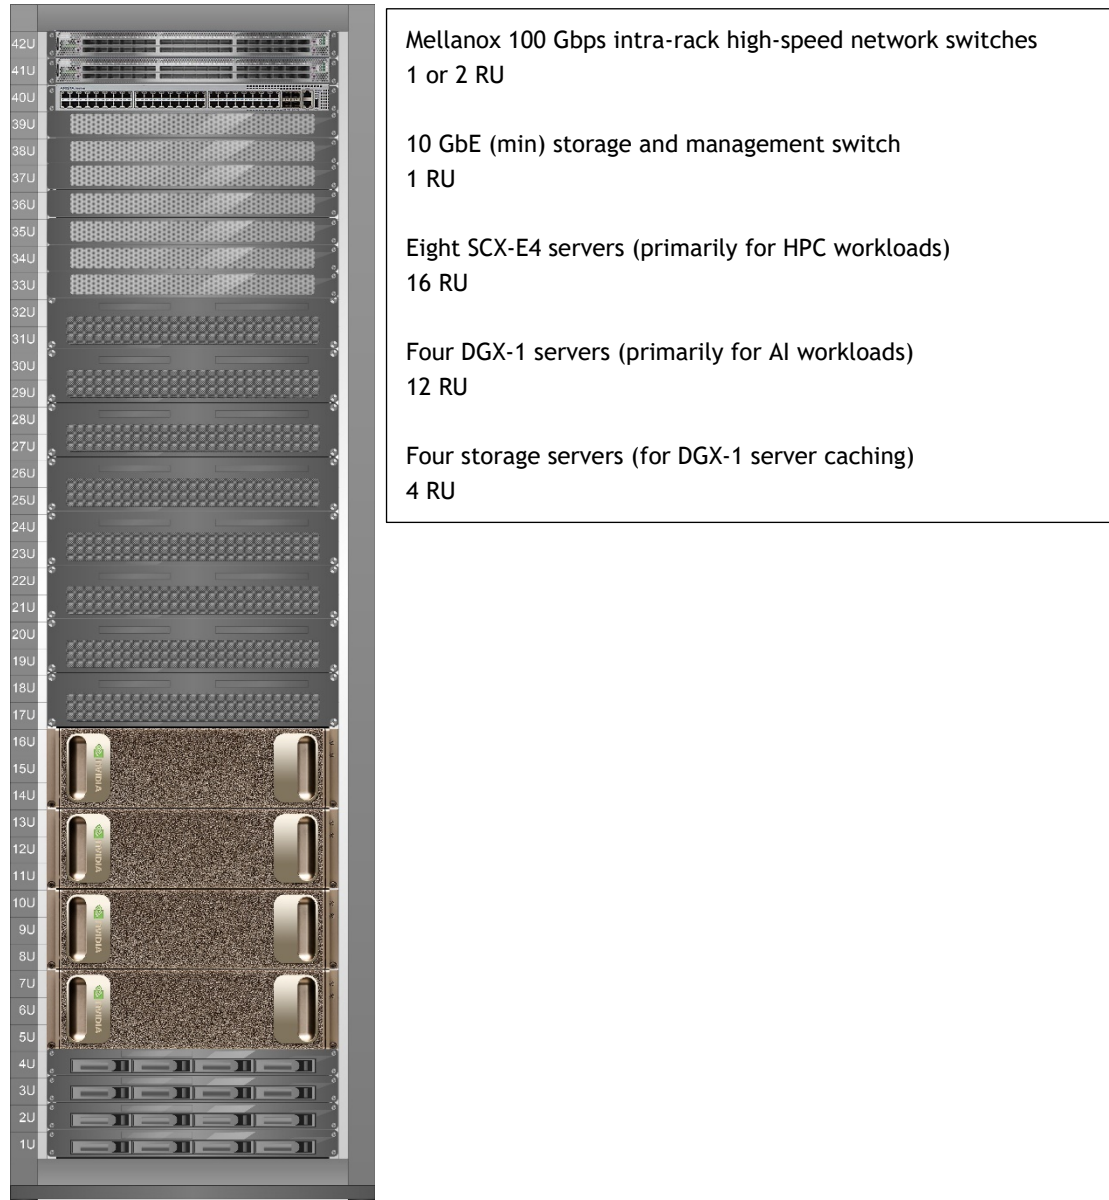 42U
41U
40U
39U
38U
37U
36U
35U
34U
33U
32U
31U
30U
29U
28U
27U
26U
25U
24U
23U
22U
21U
20U
19U
18U
17U
16U
15U
14U
13U
12U
11U
10U
9U
8U
7U
6U
5U
4U
3U
2U
1U
NVIDIA
NVIDIA
NVIDIA
NVIDIA
Mellanox 100 Gbps intra-rack high-speed network switches
1 or 2 RU
10 GbE (min) storage and management switch
1 RU
Eight SCX-E4 servers (primarily for HPC workloads)
16 RU
Four DGX-1 servers (primarily for AI workloads)
12 RU
Four storage servers (for DGX-1 server caching)
4 RU